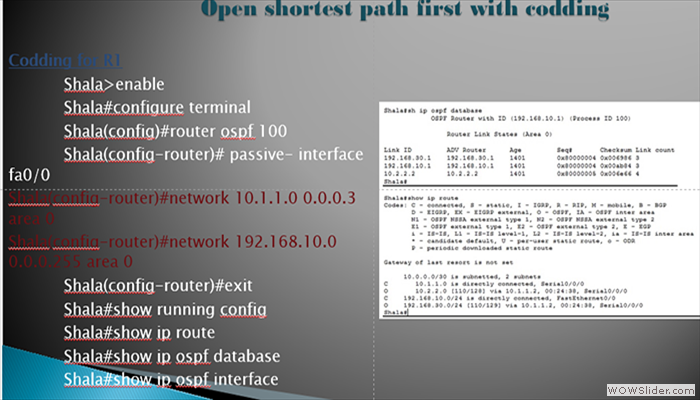 Open shortest path first with codding
Codding for R1
Shala>enable
Shala#configure terminal
Shala(config)#router ospf 100
Shala(config-router)# passive- interface
fa0/0
Shala(config-router)#network 10.1.1.0 0.0.0.3
area 0
Shala(config-router)#network 192.168.10.0
0.0.0.255 area 0
Shala(config-router)#exit
Shala#show running config
Shala#show ip route
Shala#show ip ospf database
Shala#show ip ospf interface
Shala#sh ip ospf database
OSPF Router with ID (192.168.10.1) (Process ID 100)
Router Link States (Area 0)
Link ID ADV Router Age Seq# Checksum Link count
192.168.30.1 192.168.30.1 1401 0x80000004 0x006986 3
192.168.10.1 192.168.10.1 1401 0x80000004 0x00ab84 3
10.2.2.2 10.2.2.2 1401 0x80000005 0x006e66 4
Shala#
Shala#show ip route
Codes: C - connected, S - static, I - IGRP, R - RIP, M - mobile, B - BGP
D - EIGRP, EX - EIGRP external, O - OSPF, IA - OSPF inter area
N1 - OSPF NSSA external type 1, N2 - OSPF NSSA external type 2
E1 - OSPF external type 1, E2 - OSPF external type 2, E - EGP
i - IS-IS, L1 - IS-IS level-1, L2 - IS-IS level-2, ia - IS-IS inter area
* - candidate default, U - per-user static route, o - ODR
P - periodic downloaded static route
Gateway of last resort is not set
10.0.0.0/30 is subnetted, 2 subnets
C 10.1.1.0 is directly connected, Serial0/0/0
O 10.2.2.0 [110/128] via 10.1.1.2, 00:24:38, Serial0/0/0
C 192.168.10.0/24 is directly connected, FastEthernet0/0
O 192.168.30.0/24 [110/129] via 10.1.1.2, 00:24:38, Serial0/0/0
Shala#
WOWSlider.com